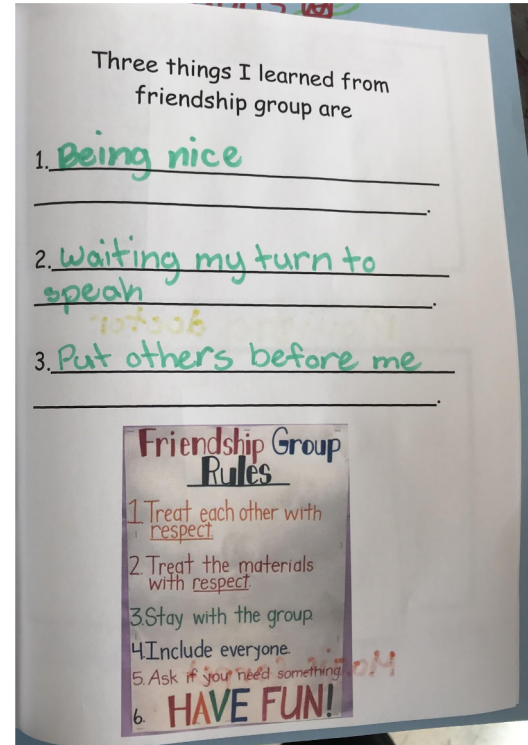 Three things I learned from
friendship group are
1. Being nice
2. Waiting my turn to
speak
3. Put others before me
Friendship Group
Rules
1. Treat each other with
respect.
2. Treat the materials
with respect.
3. Stay with the group.
4. Include everyone.
5. Ask if you need something.
6. HAVE FUN!